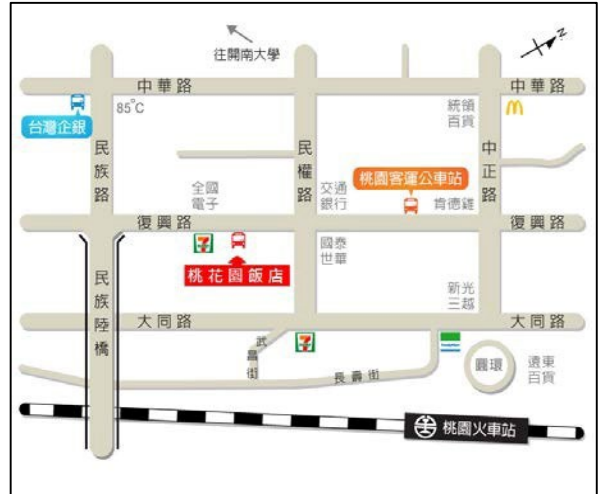 往開南大學
N
中華路
中華路
85°C
台灣企銀
統領
百貨
民族路
民權路
中正路
全國
電子
交通
銀行
桃園客運公車站
肯德雞
復興路
復興路
7 ELEVEN
桃花園飯店
國泰
世華
民族陸橋
新光
三越
大同路
大同路
武昌街
7 ELEVEN
長壽街
圓環
遠東
百貨
桃園火車站